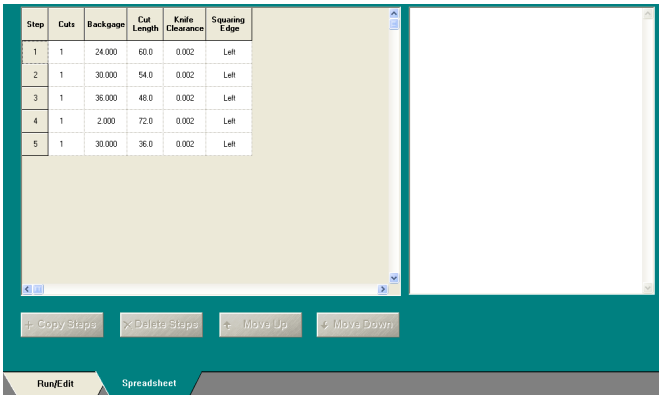 Step Cuts Backgage Cut Length Knife Clearance Squaring Edge
1 1 24.000 60.0 0.002 Left
2 1 30.000 54.0 0.002 Left
3 1 36.000 48.0 0.002 Left
4 1 2.000 72.0 0.002 Left
5 1 30.000 36.0 0.002 Left
Copy Steps Delete Steps Move Up Move Down
Run/Edit Spreadsheet